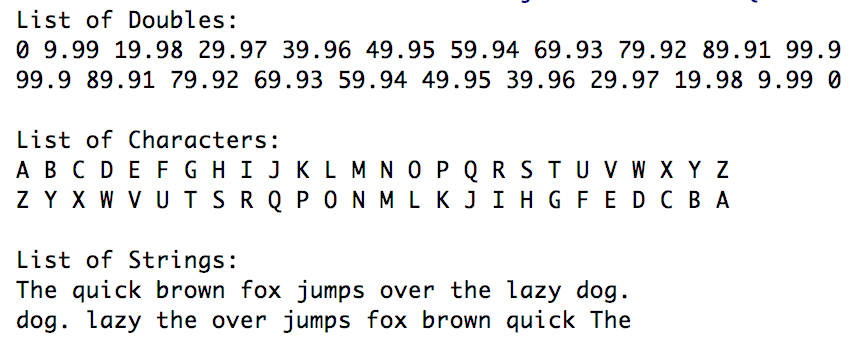 List of Doubles:
0 9.99 19.98 29.97 39.96 49.95 59.94 69.93 79.92 89.91 99.9
99.9 89.91 79.92 69.93 59.94 49.95 39.96 29.97 19.98 9.99 0
List of Characters:
A B C D E F G H I J K L M N O P Q R S T U V W X Y Z
Z Y X W V U T S R Q P O N M L K J I H G F E D C B A
List of Strings:
The quick brown fox jumps over the lazy dog.
dog. lazy the over jumps fox brown quick The